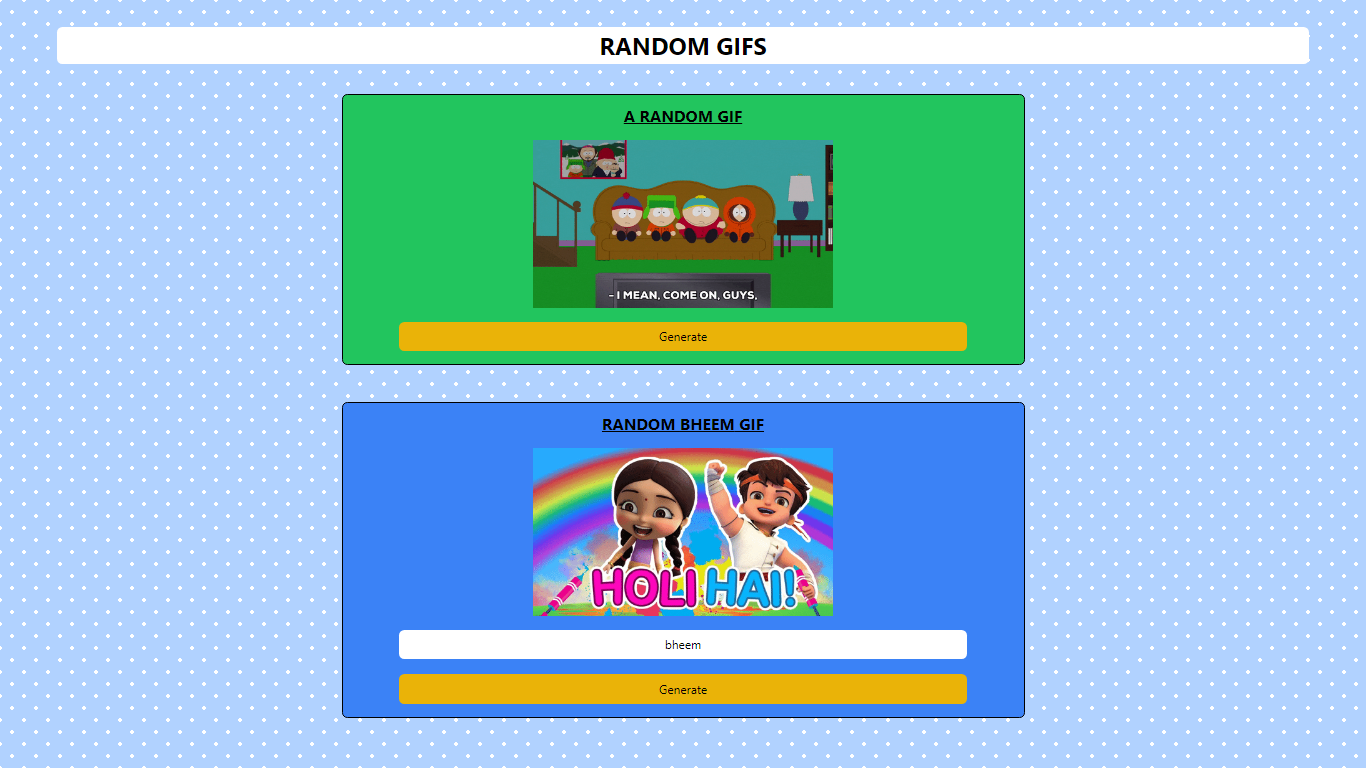 RANDOM GIFS
A RANDOM GIF
- I MEAN, COME ON, GUYS,
Generate
RANDOM BHEEM GIF
HOLI HAI!
bheem
Generate